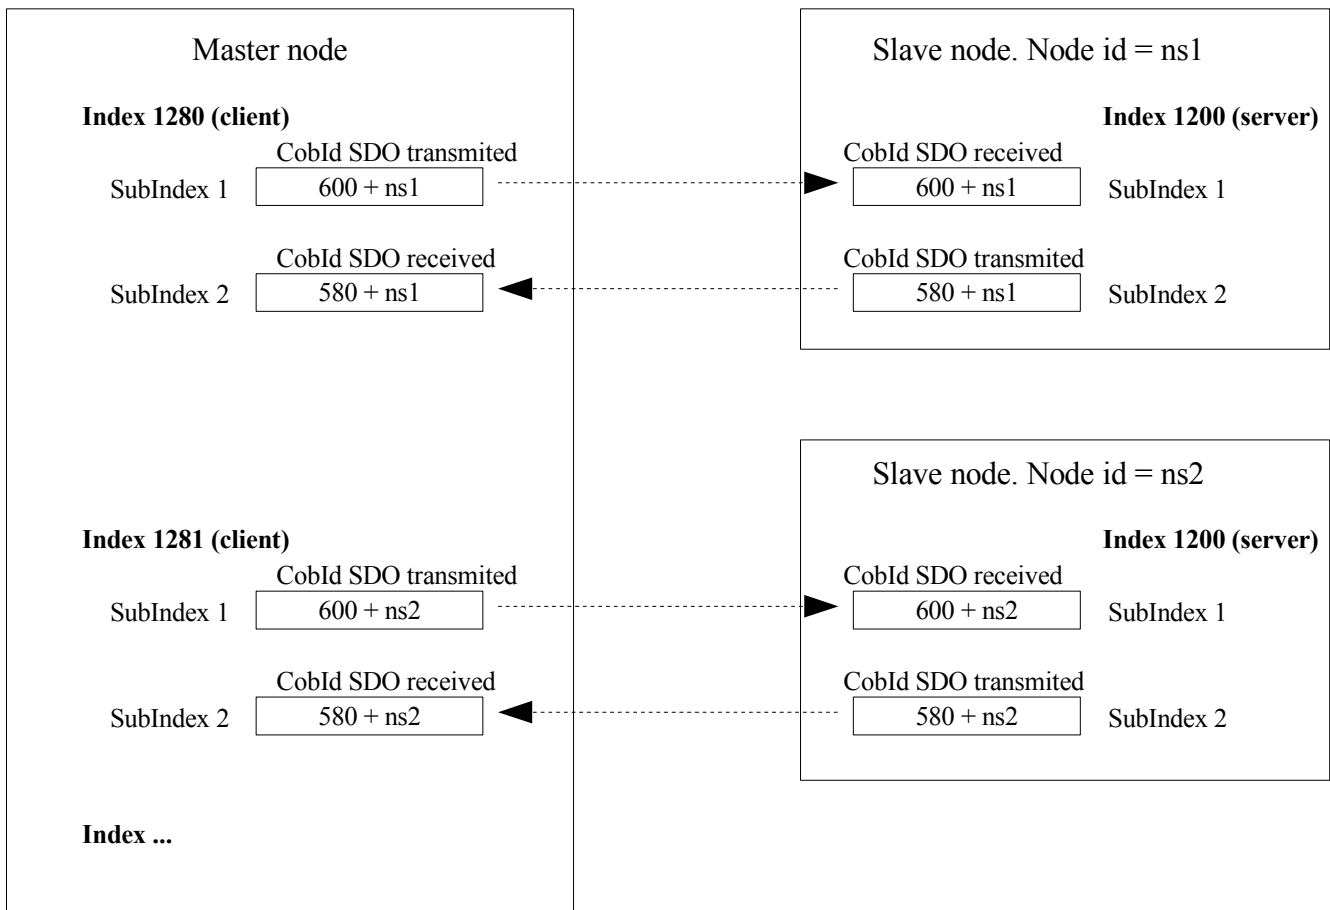 Master node
Index 1280 (client)
CobId SDO transmited
SubIndex 1
600 + ns1
CobId SDO received
SubIndex 2
580 + ns1
Index 1281 (client)
CobId SDO transmited
SubIndex 1
600 + ns2
CobId SDO received
SubIndex 2
580 + ns2
Index ...
Slave node. Node id = ns1
Index 1200 (server)
CobId SDO received
600 + ns1
SubIndex 1
CobId SDO transmited
580 + ns1
SubIndex 2
Slave node. Node id = ns2
Index 1200 (server)
CobId SDO received
600 + ns2
SubIndex 1
CobId SDO transmited
580 + ns2
SubIndex 2